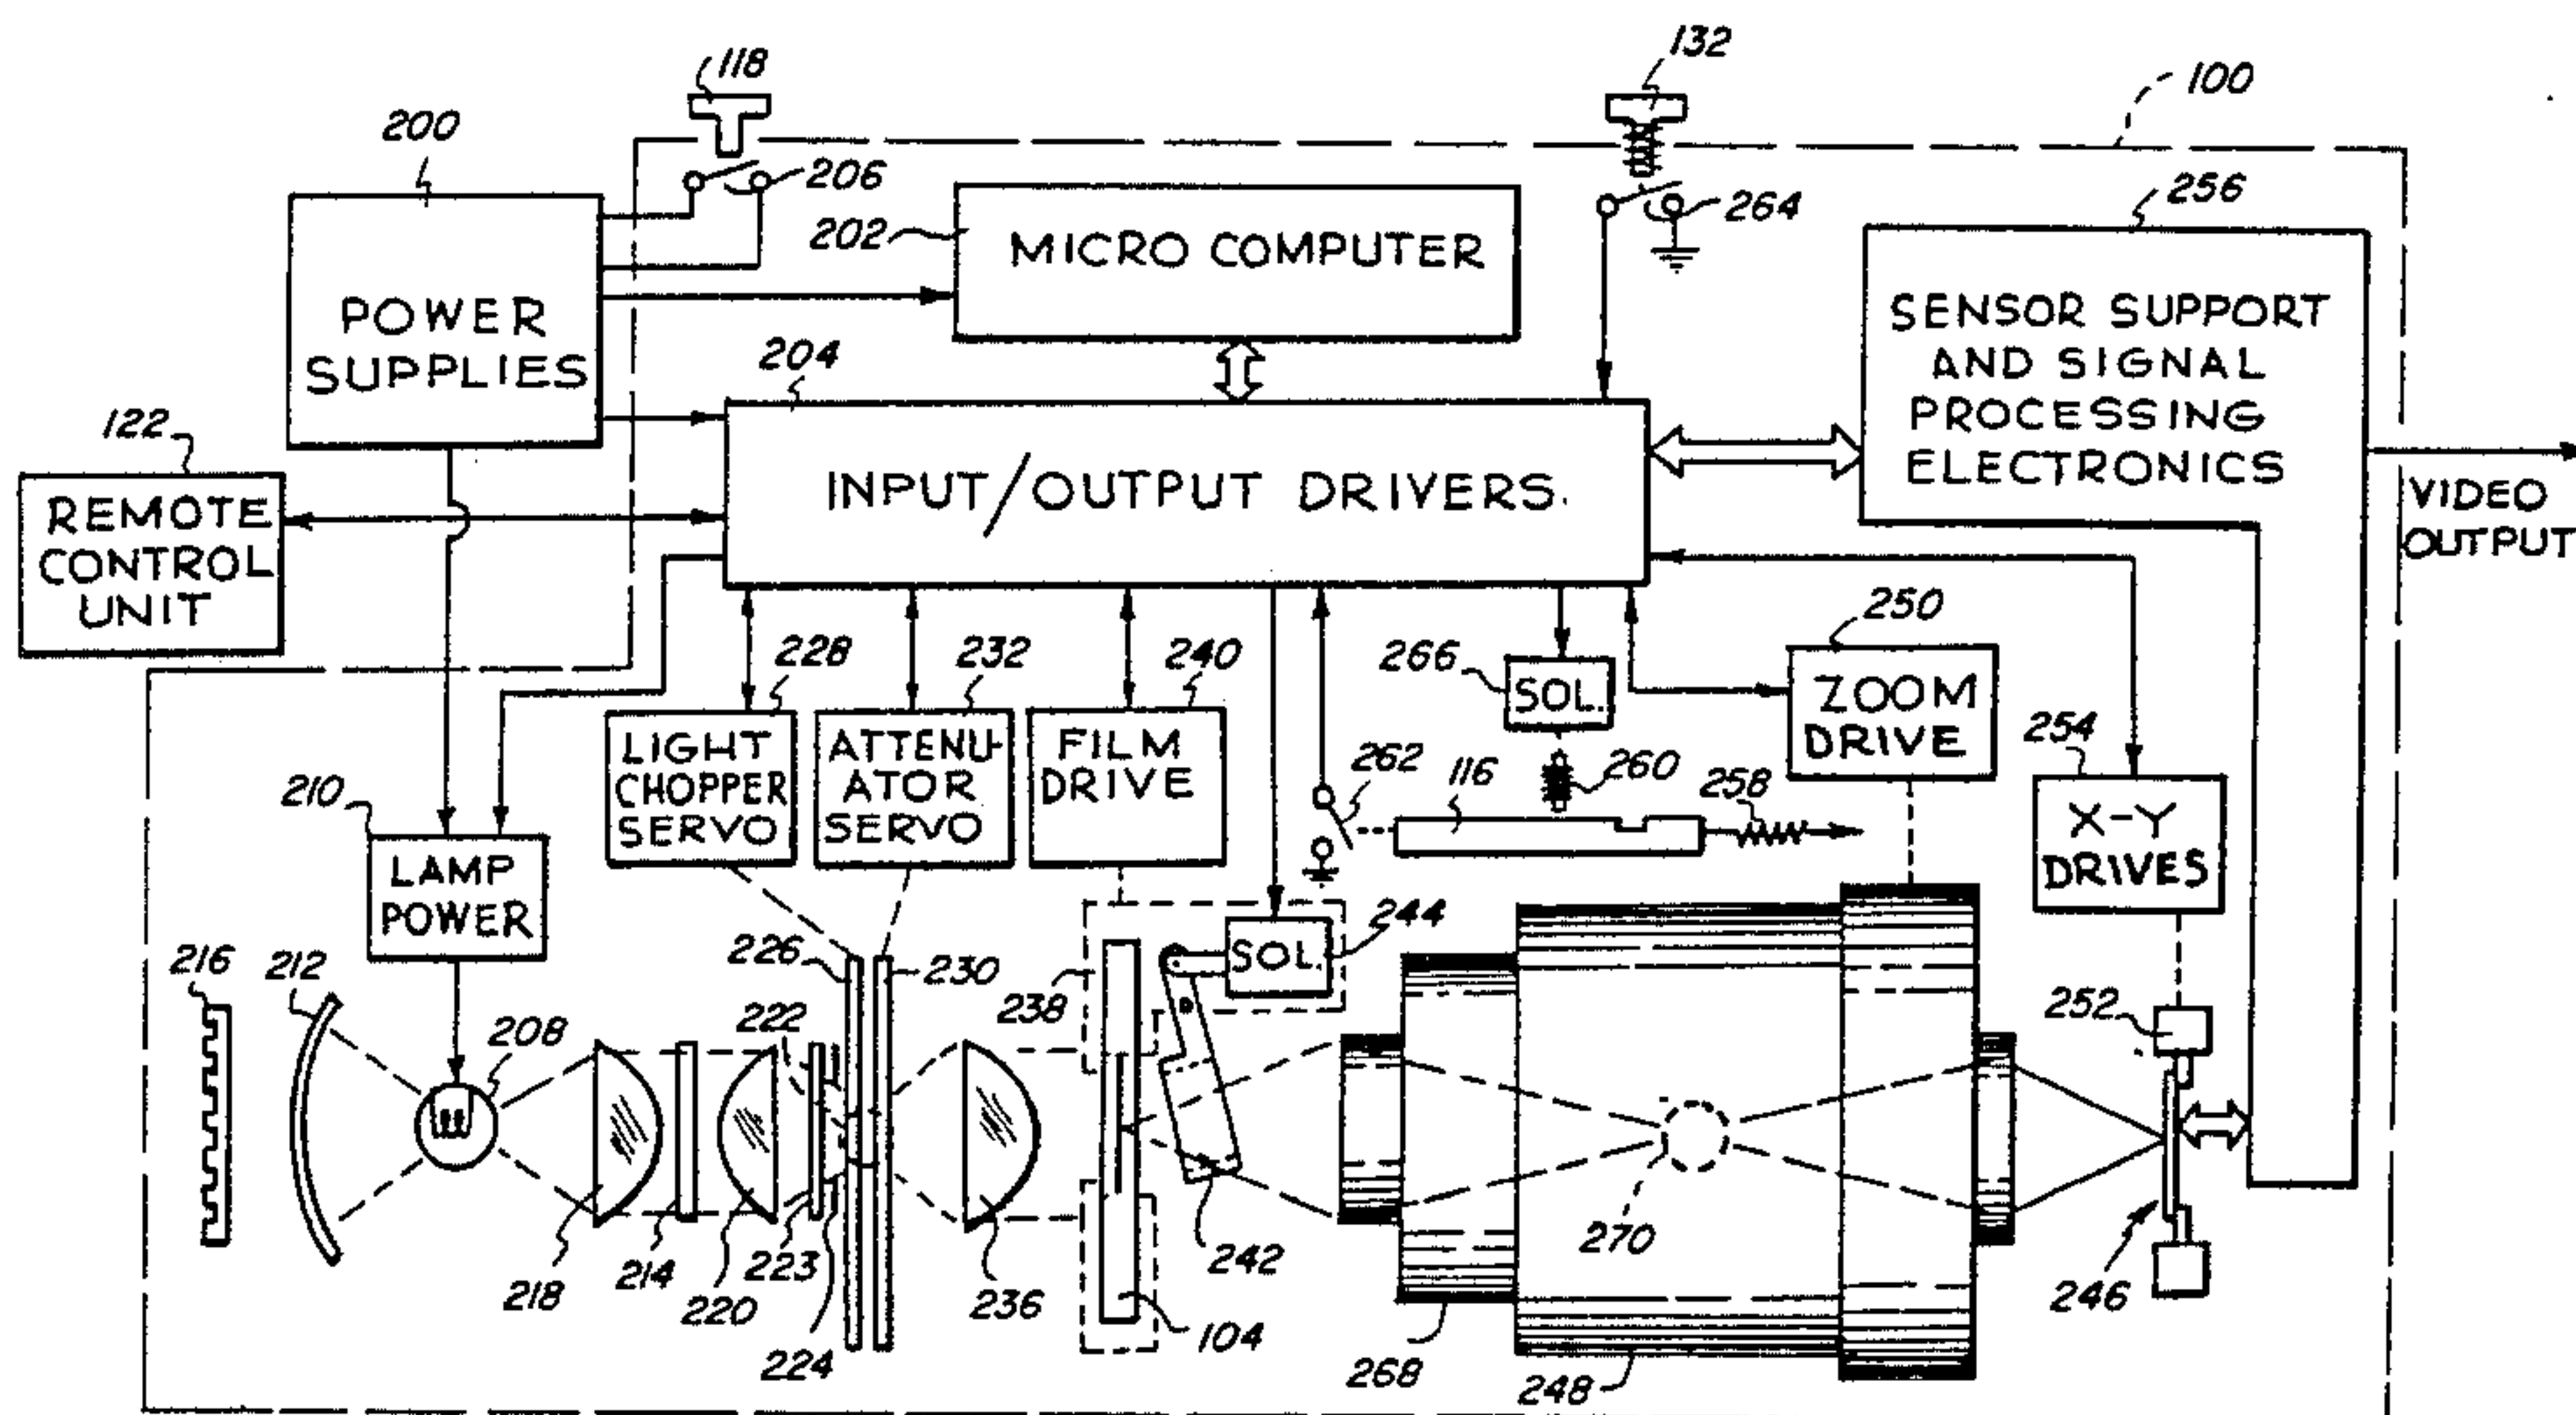 118
132
100
200
206
264
256
202
MICRO COMPUTER
POWER
SUPPLIES
204
SENSOR SUPPORT
AND SIGNAL
PROCESSING
ELECTRONICS
122
REMOTE
CONTROL
UNIT
INPUT/OUTPUT DRIVERS.
VIDEO
OUTPUT
228
232
240
266
SOL.
250
ZOOM
DRIVE
LIGHT
CHOPPER
SERVO
ATTENU-
ATOR
SERVO
FILM
DRIVE
262
116
260
258
254
X-Y
DRIVES
210
LAMP
POWER
216
212
208
226
230
238
SOL.
244
252
222
218
214
220
223
224
236
104
242
268
248
270
246